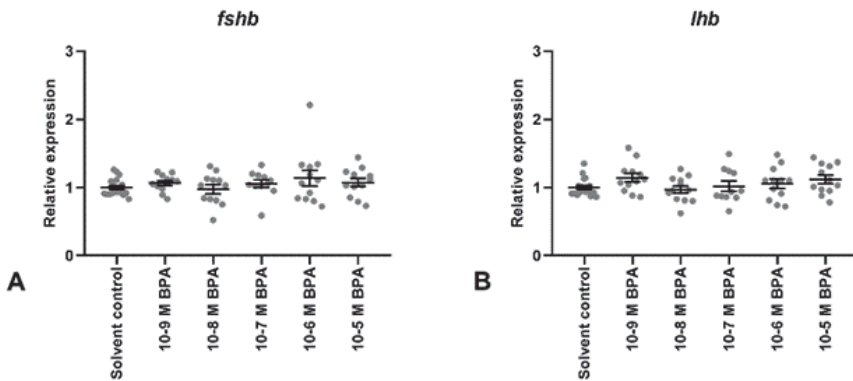 fshb
3
2
1
0
Relative expression
Solvent control
10-9 M BPA
10-8 M BPA
10-7 M BPA
10-6 M BPA
10-5 M BPA
A
lhb
3
2
1
0
Relative expression
Solvent control
10-9 M BPA
10-8 M BPA
10-7 M BPA
10-6 M BPA
10-5 M BPA
B